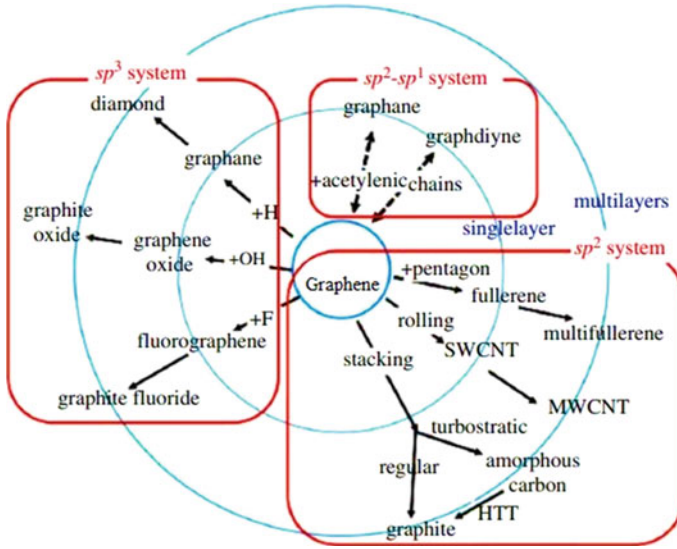 sp³ system
diamond
graphane
+H
graphite
oxide
graphene
oxide
+OH
+F
fluorographene
graphite fluoride
sp²-sp¹ system
graphane
graphdiyne
+acetylenic chains
multilayers
singlelayer
sp² system
Graphene
+pentagon
fullerene
multifullerene
rolling
SWCNT
MWCNT
stacking
turbostratic
regular
amorphous
carbon
HTT
graphite